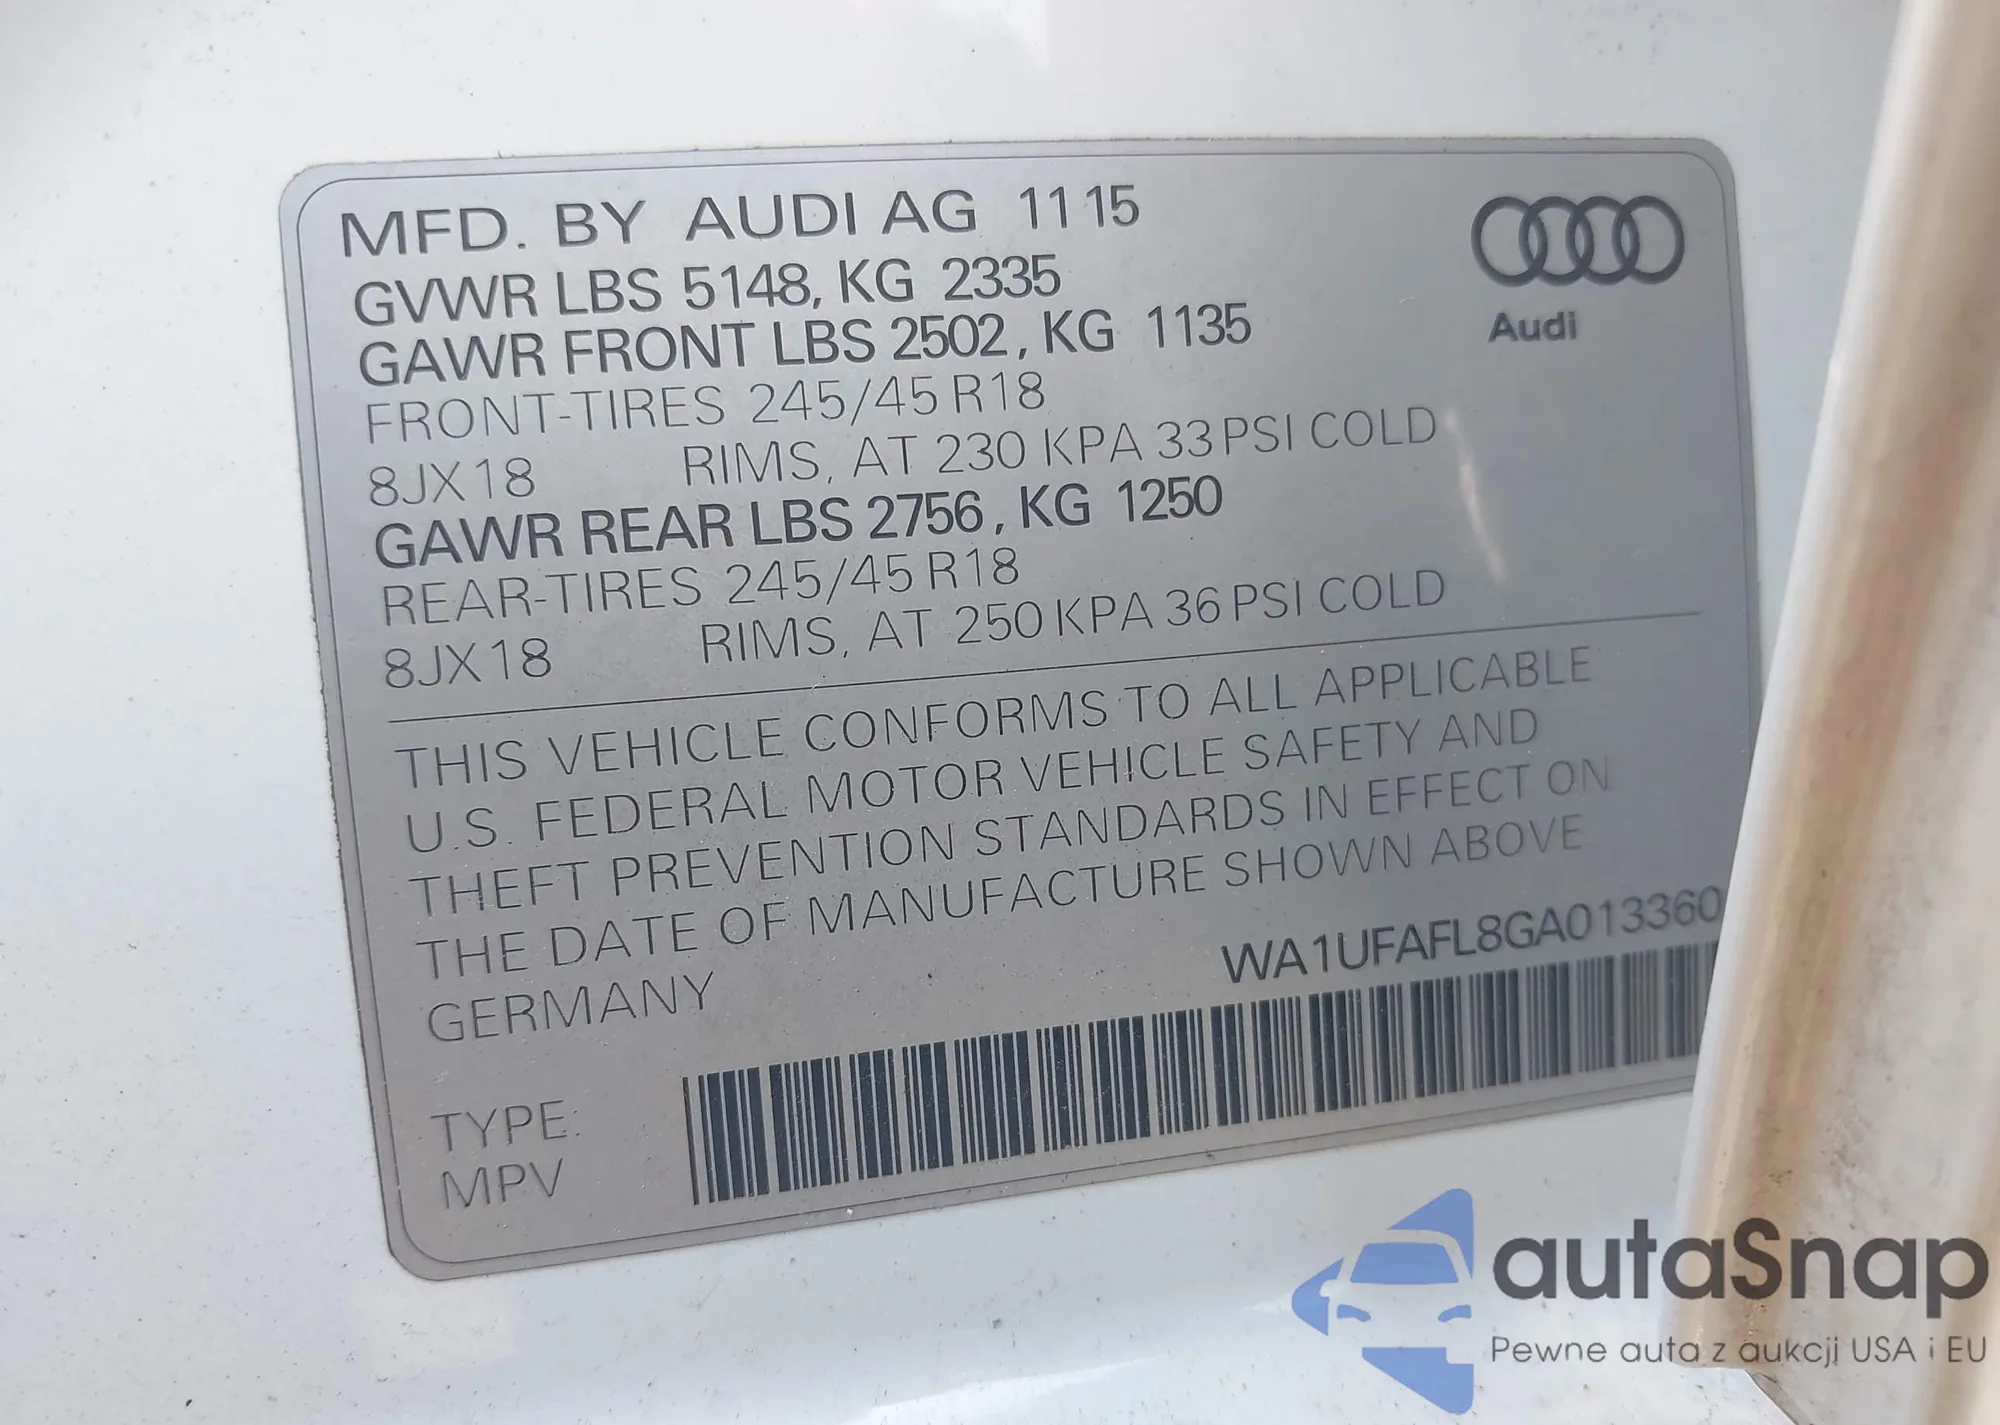 MFD. BY AUDI AG 11 15
GVWR LBS 5148, KG 2335
GAWR FRONT LBS 2502, KG 1135
FRONT-TIRES 245/45 R18
8JX18 RIMS, AT 230 KPA 33 PSI COLD
GAWR REAR LBS 2756, KG 1250
REAR-TIRES 245/45 R18
8JX18 RIMS, AT 250 KPA 36 PSI COLD
Audi
THIS VEHICLE CONFORMS TO ALL APPLICABLE
U.S. FEDERAL MOTOR VEHICLE SAFETY AND
THEFT PREVENTION STANDARDS IN EFFECT ON
THE DATE OF MANUFACTURE SHOWN ABOVE
GERMANY
WA1UFAFL8GA013360
TYPE:
MPV
autaSnap
Pewne auta z aukcji USA i EU